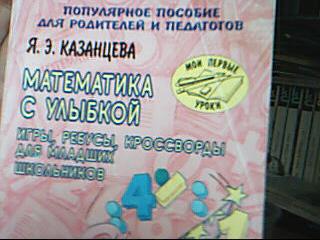 ПОПУЛЯРНОЕ ПОСОБИЕ
ДЛЯ РОДИТЕЛЕЙ И ПЕДАГОГОВ
Я. Э. КАЗАНЦЕВА
МАТЕМАТИКА
С УЛЫБКОЙ
МОИ ПЕРВЫЕ
УРОКИ
ИГРЫ, РЕБУСЫ, КРОССВОРДЫ
ДЛЯ МЛАДШИХ
ШКОЛЬНИКОВ
4